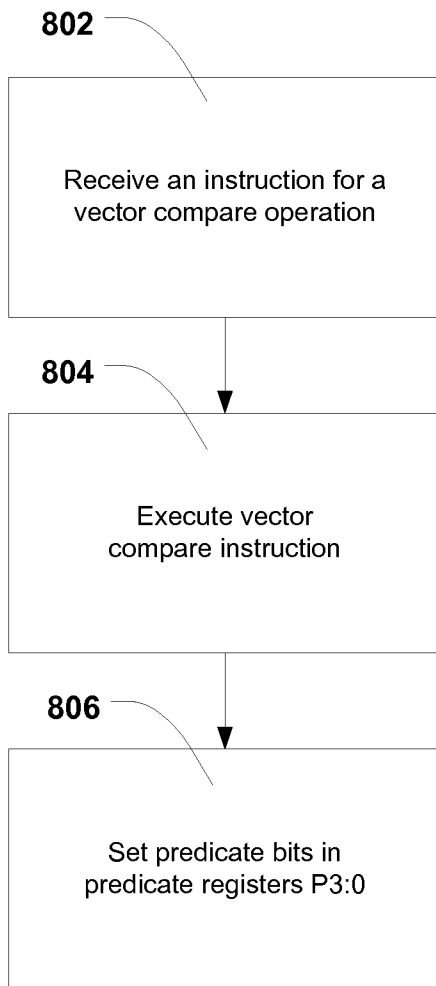 802
Receive an instruction for a
vector compare operation
804
Execute vector
compare instruction
806
Set predicate bits in
predicate registers P3:0